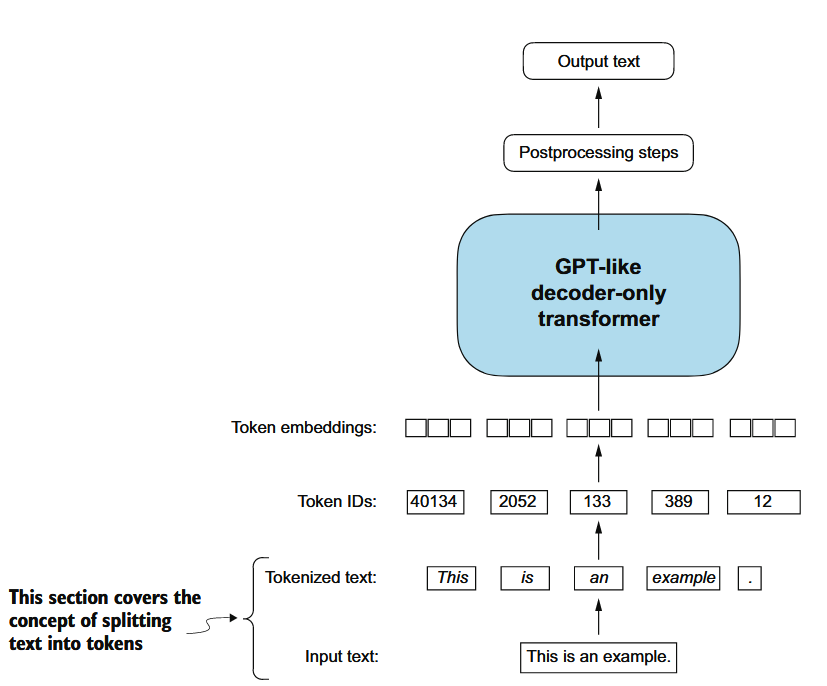 Output text
Postprocessing steps
GPT-like
decoder-only
transformer
Token embeddings:
Token IDs: 40134 2052 133 389 12
Tokenized text: This is an example .
This section covers the
concept of splitting
text into tokens
Input text: This is an example.